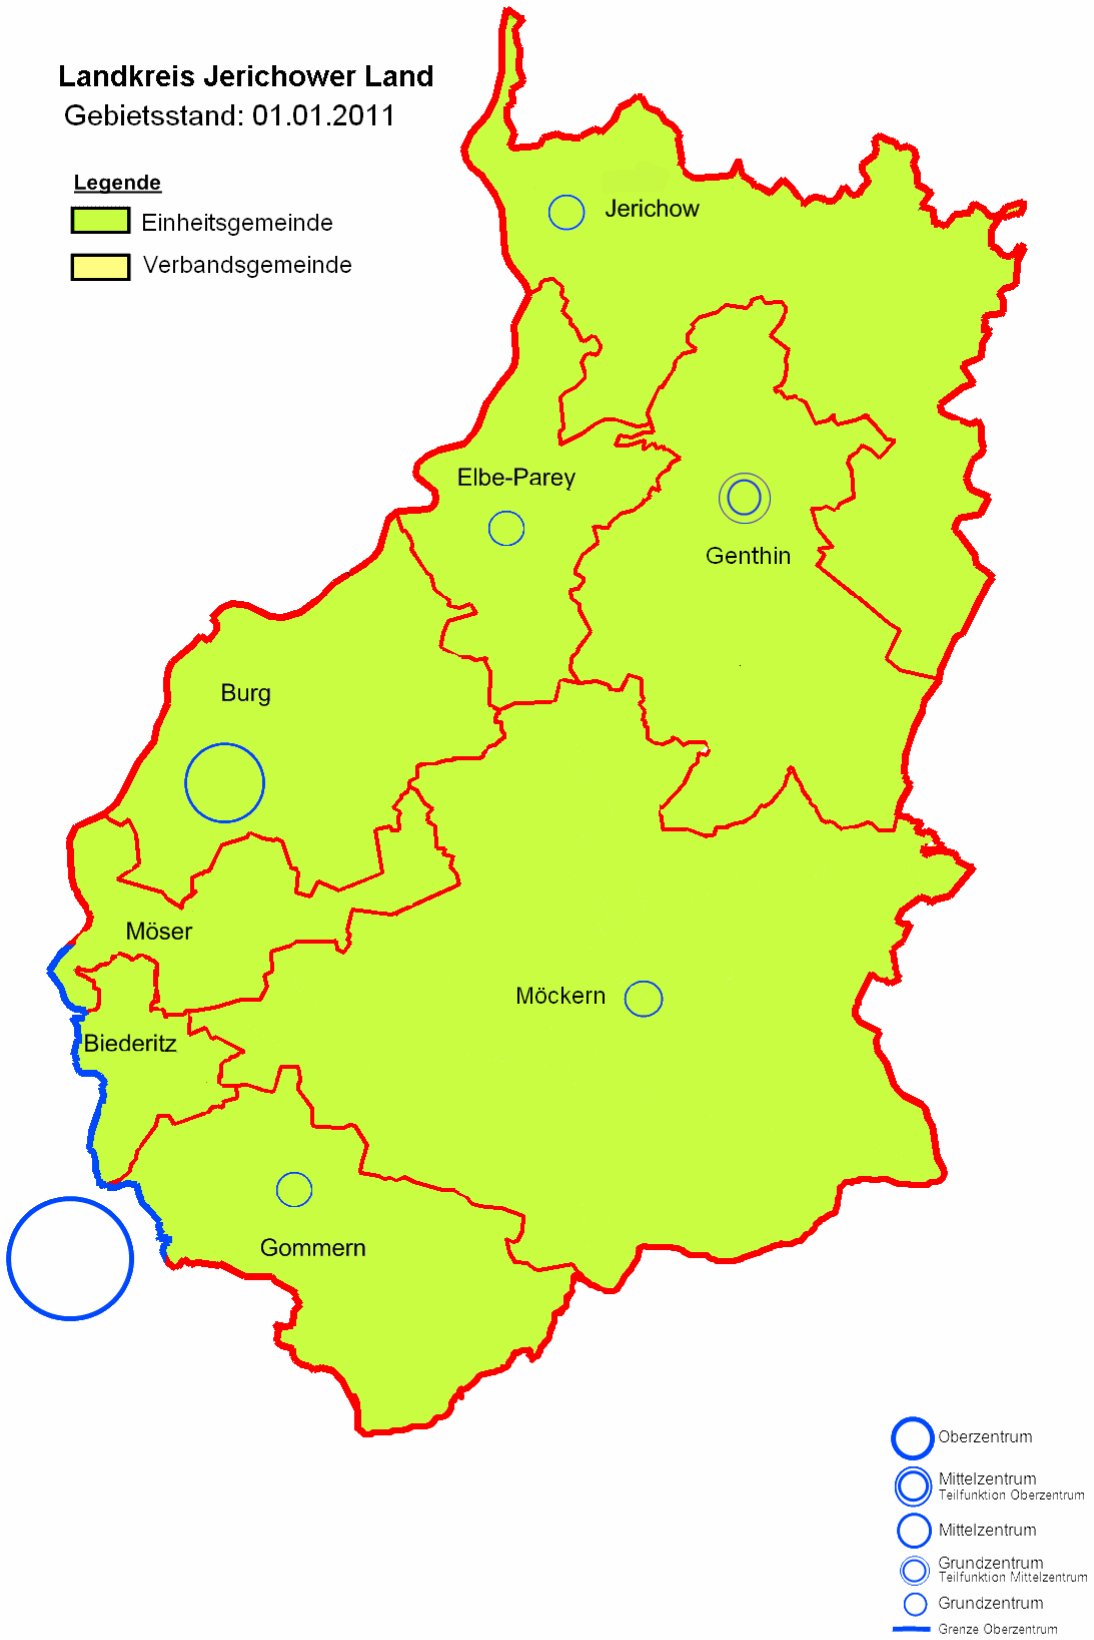 Landkreis Jerichower Land
Gebietsstand: 01.01.2011
Legende
Einheitsgemeinde
Verbandsgemeinde
Jerichow
Elbe-Parey
Genthin
Burg
Möser
Möckern
Biederitz
Gommern
Oberzentrum
Mittelzentrum
Teilfunktion Oberzentrum
Mittelzentrum
Grundzentrum
Teilfunktion Mittelzentrum
Grundzentrum
Grenze Oberzentrum